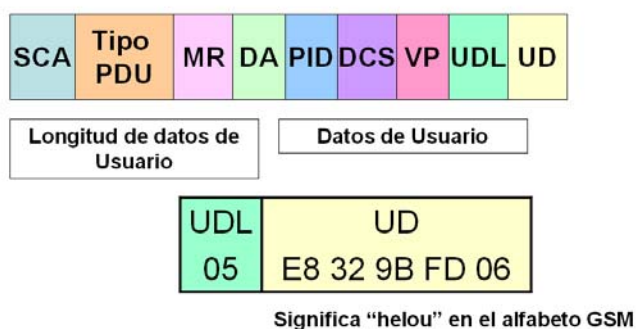 SCA Tipo PDU MR DA PID DCS VP UDL UD
Longitud de datos de Usuario
Datos de Usuario
UDL UD
05 E8 32 9B FD 06
Significa “helou” en el alfabeto GSM